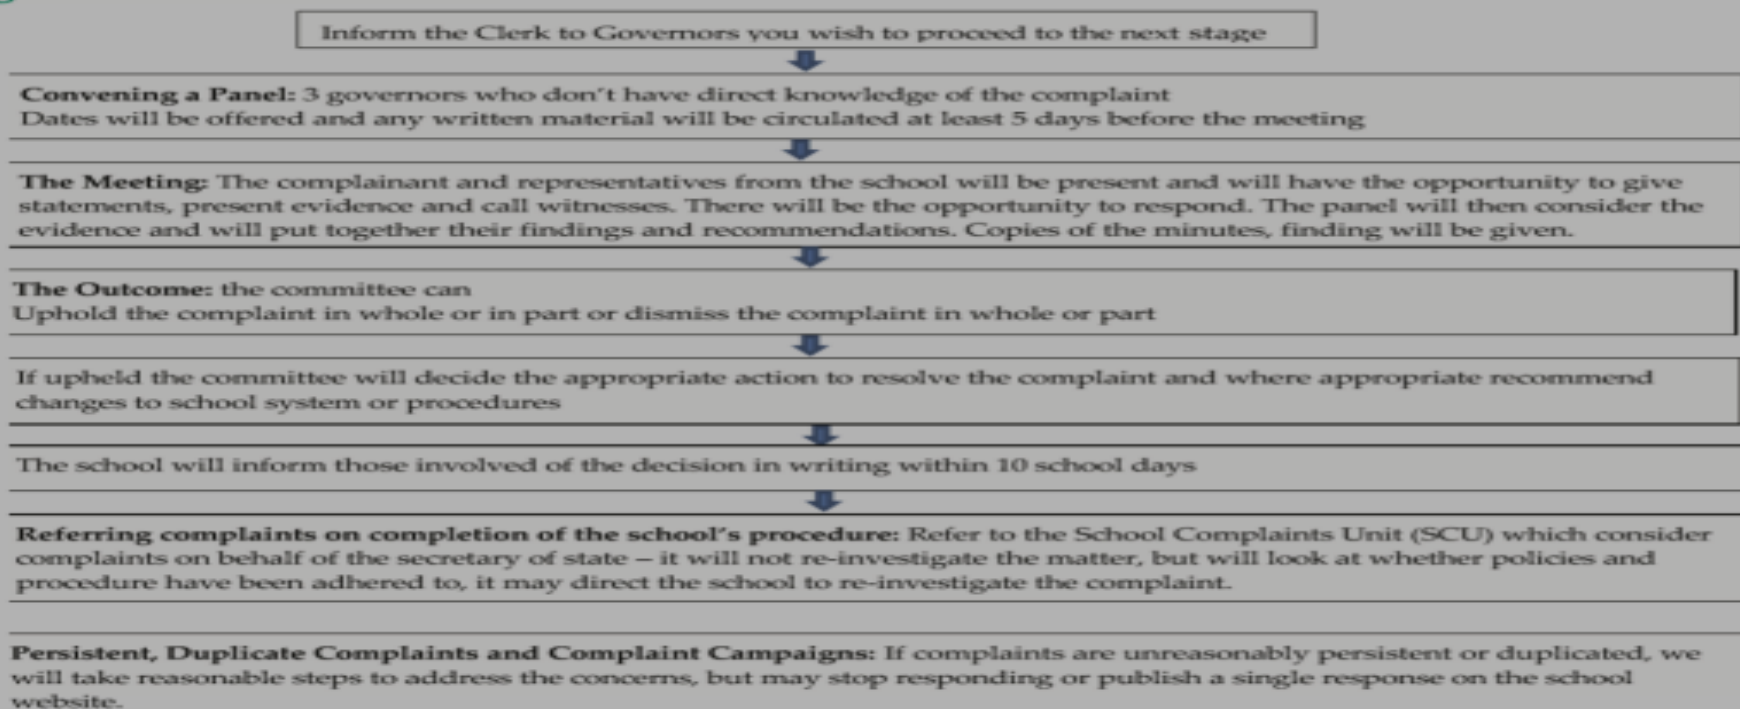 Inform the Clerk to Governors you wish to proceed to the next stage
Convening a Panel: 3 governors who don't have direct knowledge of the complaint
Dates will be offered and any written material will be circulated at least 5 days before the meeting
The Meeting: The complainant and representatives from the school will be present and will have the opportunity to give
statements, present evidence and call witnesses. There will be the opportunity to respond. The panel will then consider the
evidence and will put together their findings and recommendations. Copies of the minutes, finding will be given.
The Outcome: the committee can
Uphold the complaint in whole or in part or dismiss the complaint in whole or part
If upheld the committee will decide the appropriate action to resolve the complaint and where appropriate recommend
changes to school system or procedures
The school will inform those involved of the decision in writing within 10 school days
Referring complaints on completion of the school's procedure: Refer to the School Complaints Unit (SCU) which consider
complaints on behalf of the secretary of state – it will not re-investigate the matter, but will look at whether policies and
procedure have been adhered to, it may direct the school to re-investigate the complaint.
Persistent, Duplicate Complaints and Complaint Campaigns: If complaints are unreasonably persistent or duplicated, we
will take reasonable steps to address the concerns, but may stop responding or publish a single response on the school
website.